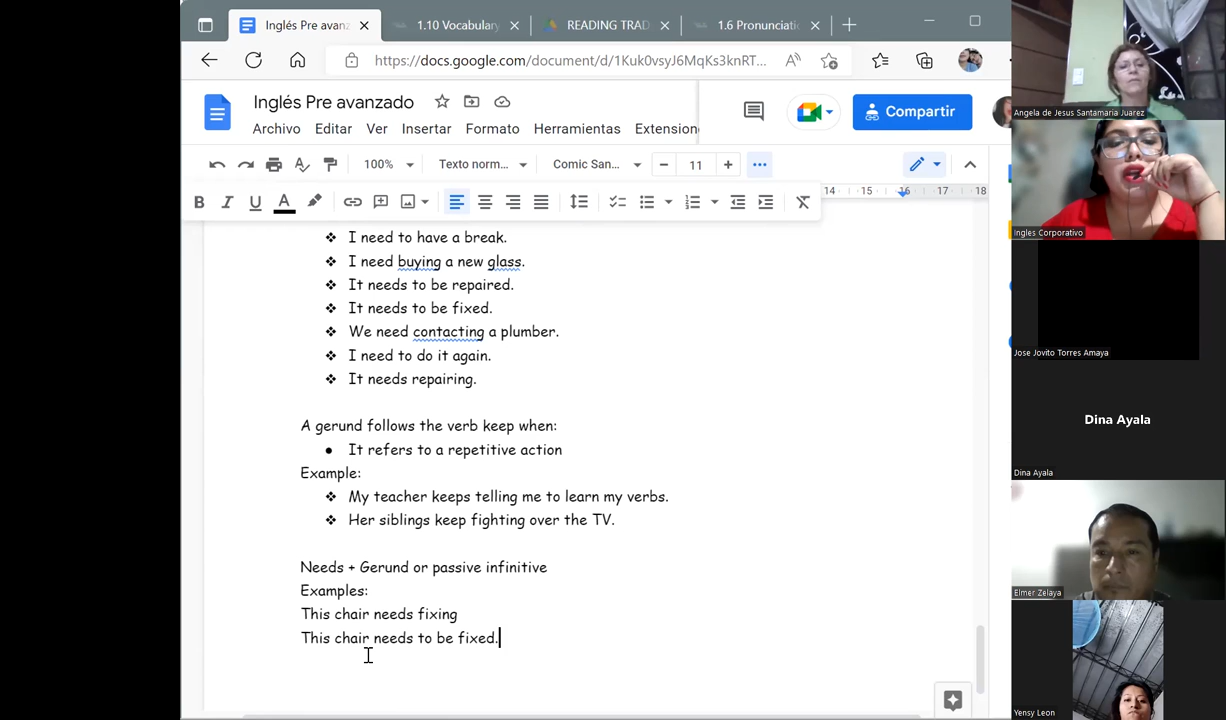 Inglés Pre avanz
1.10 Vocabulary
READING TRAD
1.6 Pronunciati
https://docs.google.com/document/d/1Kuk0vsyJ6MqKs3knRT...
Inglés Pre avanzado
Archivo Editar Ver Insertar Formato Herramientas Extension
Compartir
100% Texto norm... Comic San... 11
14 15 16 17 18
I need to have a break.
I need buying a new glass.
It needs to be repaired.
It needs to be fixed.
We need contacting a plumber.
I need to do it again.
It needs repairing.
A gerund follows the verb keep when:
It refers to a repetitive action
Example:
My teacher keeps telling me to learn my verbs.
Her siblings keep fighting over the TV.
Needs + Gerund or passive infinitive
Examples:
This chair needs fixing
This chair needs to be fixed.
Angela de Jesus Santamaria Juarez
Ingles Corporativo
Jose Jovito Torres Amaya
Dina Ayala
Dina Ayala
Elmer Zelaya
Yensy Leon